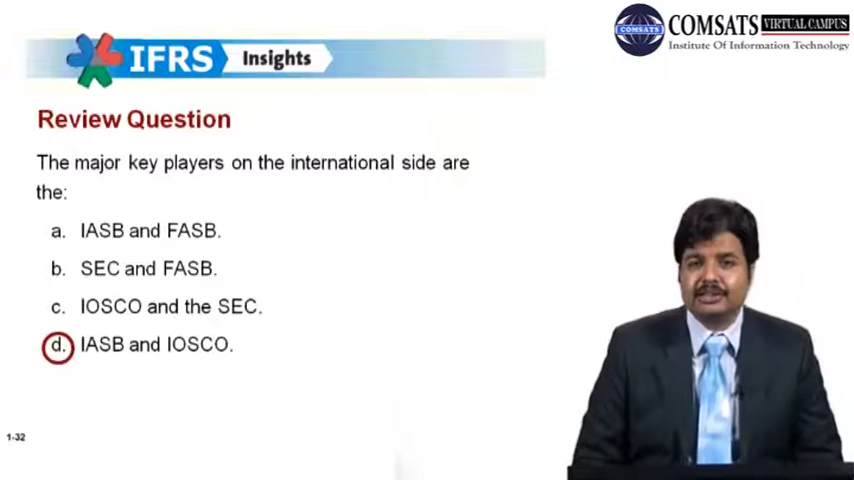 COMSATS VIRTUAL CAMPUS
Institute Of Information Technology
COMSATS
IFRS Insights
Review Question
The major key players on the international side are
the:
a. IASB and FASB.
b. SEC and FASB.
c. IOSCO and the SEC.
d. IASB and IOSCO.
1-32